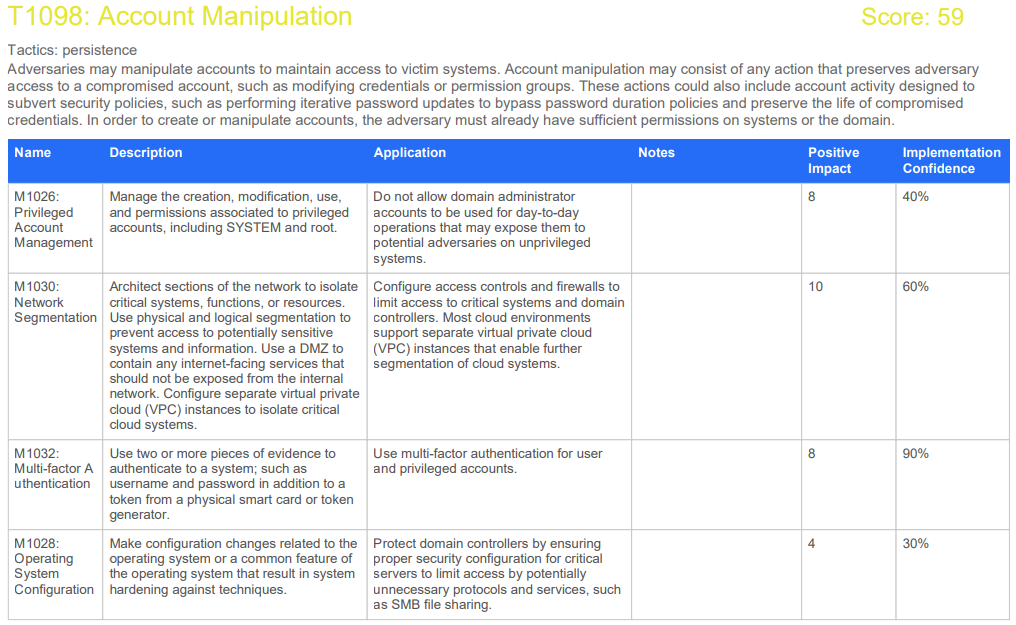 T1098: Account Manipulation
Score: 59
Tactics: persistence
Adversaries may manipulate accounts to maintain access to victim systems. Account manipulation may consist of any action that preserves adversary
access to a compromised account, such as modifying credentials or permission groups. These actions could also include account activity designed to
subvert security policies, such as performing iterative password updates to bypass password duration policies and preserve the life of compromised
credentials. In order to create or manipulate accounts, the adversary must already have sufficient permissions on systems or the domain.
Name
Description
Application
Notes
Positive
Impact
Implementation
Confidence
M1026:
Privileged
Account
Management
Manage the creation, modification, use,
and permissions associated to privileged
accounts, including SYSTEM and root.
Do not allow domain administrator
accounts to be used for day-to-day
operations that may expose them to
potential adversaries on unprivileged
systems.
8
40%
M1030:
Network
Segmentation
Architect sections of the network to isolate
critical systems, functions, or resources.
Use physical and logical segmentation to
prevent access to potentially sensitive
systems and information. Use a DMZ to
contain any internet-facing services that
should not be exposed from the internal
network. Configure separate virtual private
cloud (VPC) instances to isolate critical
cloud systems.
Configure access controls and firewalls to
limit access to critical systems and domain
controllers. Most cloud environments
support separate virtual private cloud
(VPC) instances that enable further
segmentation of cloud systems.
10
60%
M1032:
Multi-factor A
uthentication
Use two or more pieces of evidence to
authenticate to a system; such as
username and password in addition to a
token from a physical smart card or token
generator.
Use multi-factor authentication for user
and privileged accounts.
8
90%
M1028:
Operating
System
Configuration
Make configuration changes related to the
operating system or a common feature of
the operating system that result in system
hardening against techniques.
Protect domain controllers by ensuring
proper security configuration for critical
servers to limit access by potentially
unnecessary protocols and services, such
as SMB file sharing.
4
30%